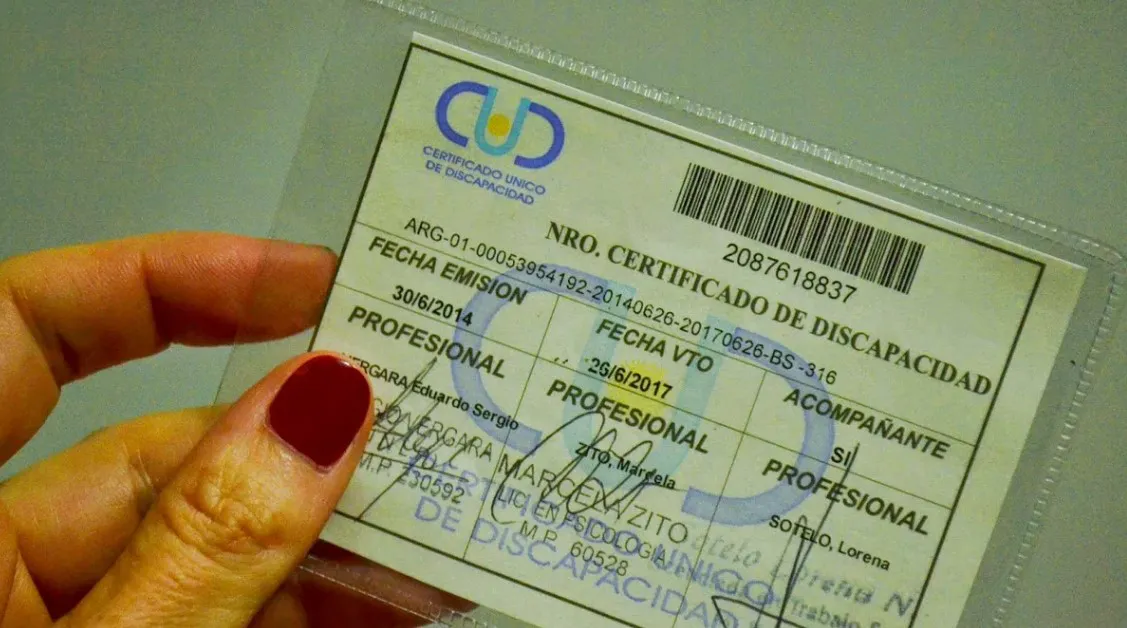 CUD
CERTIFICADO UNICO
DE DISCAPACIDAD
2087618837
NRO. CERTIFICADO DE DISCAPACIDAD
ARG-01-00053954192-20140626-20170626-BS -316
FECHA EMISION
FECHA VTO
ACOMPAÑANTE
30/6/2014
26/6/2017
SI
PROFESIONAL
PROFESIONAL
PROFESIONAL
VERGARA Eduardo Sergio
ZITO, Marcela
SOTELO, Lorena
VERGARA
M.P. 230592
MARCELA ZITO
LIC. EN PSICOLOGIA
M.P. 60528
Trabajo
CERTIFICADO UNICO
DE DISCAPACIDAD